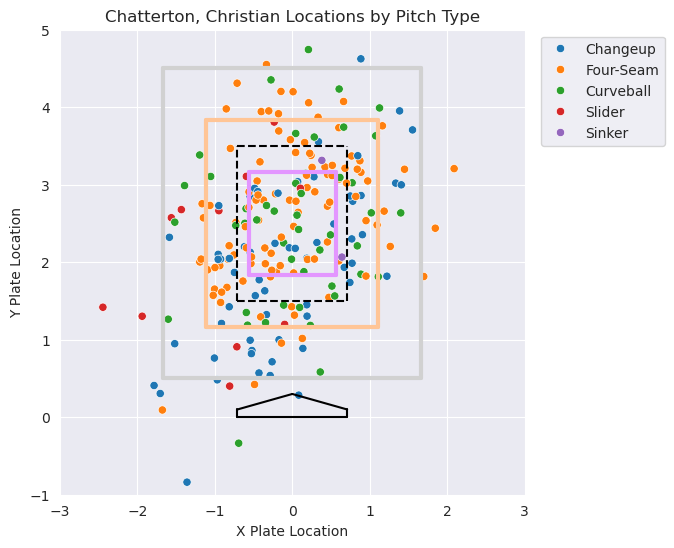 Chatterton, Christian Locations by Pitch Type
Y Plate Location
5
4
3
2
1
0
−1
−3
−2
−1
0
1
2
3
X Plate Location
Changeup
Four-Seam
Curveball
Slider
Sinker